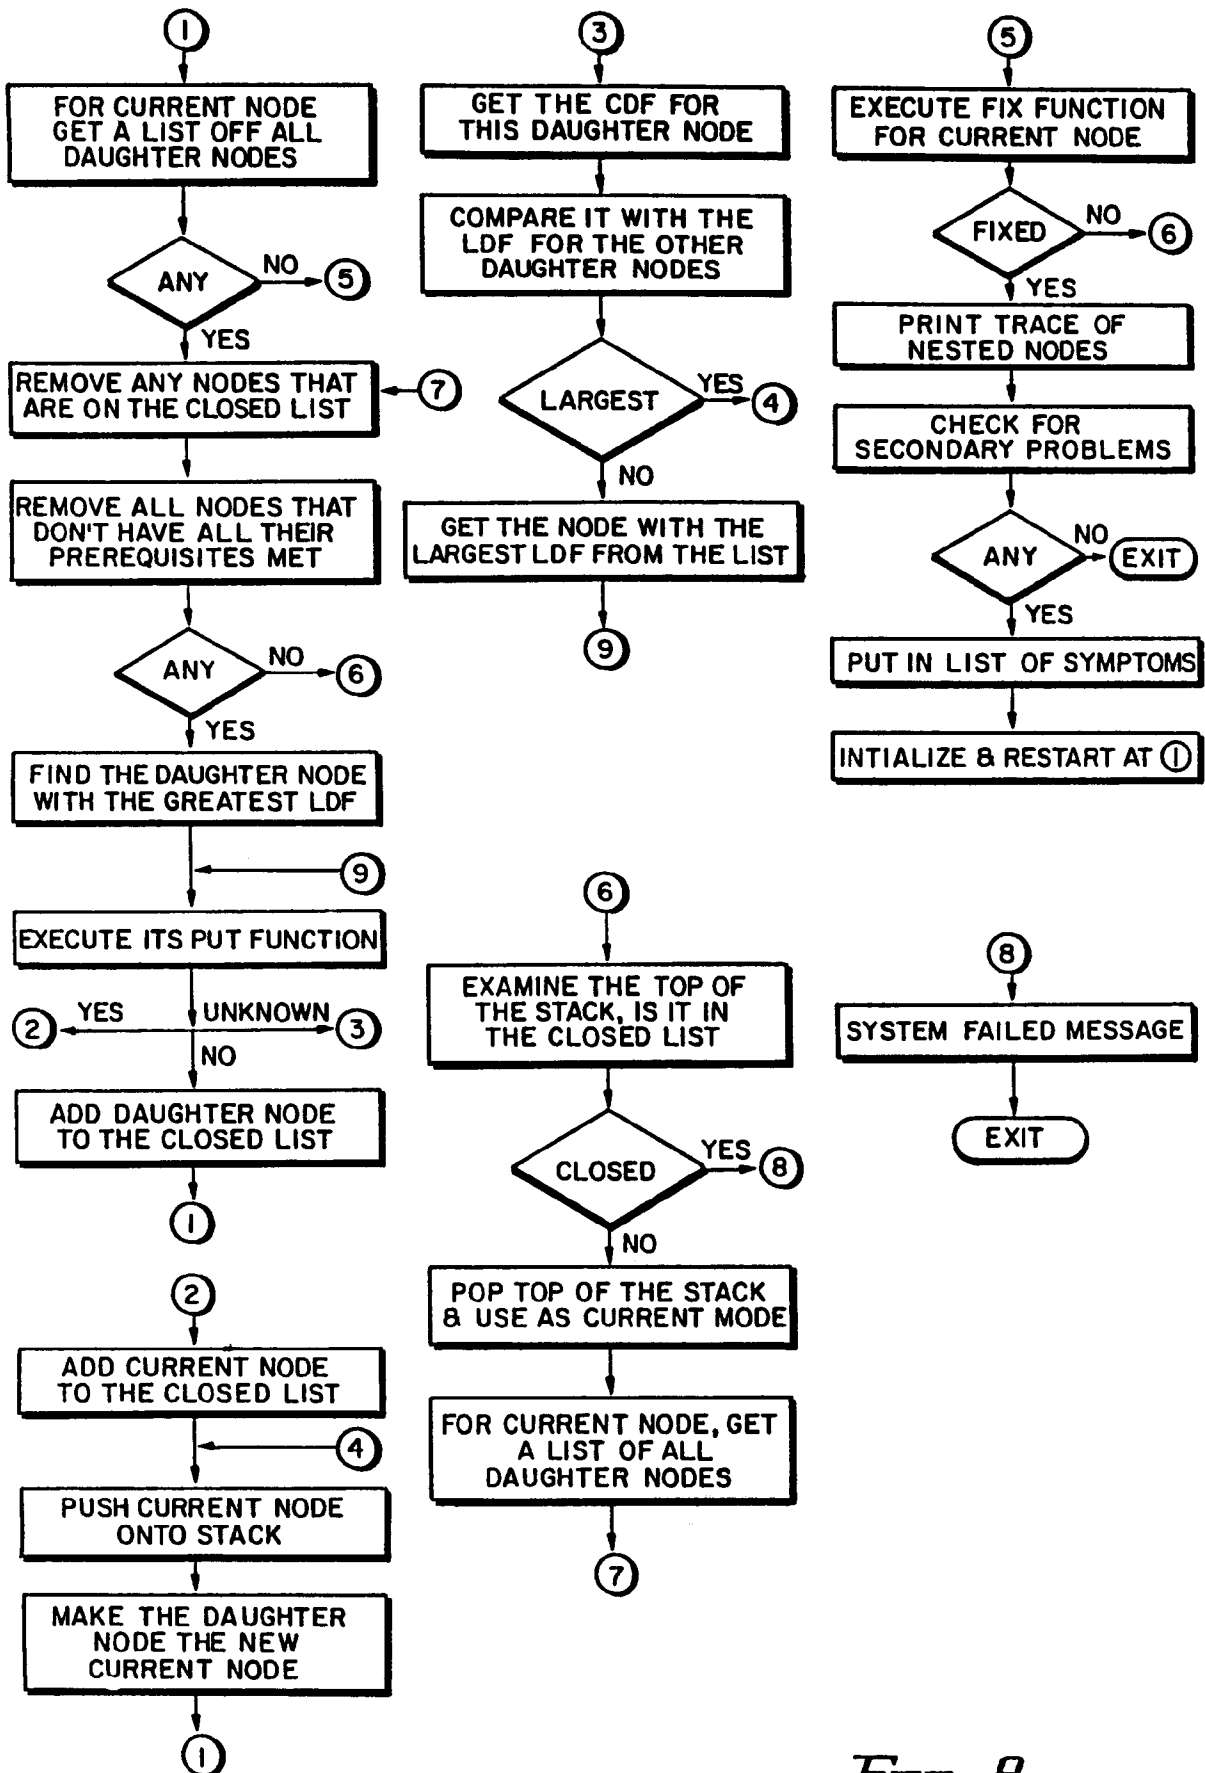 1
FOR CURRENT NODE
GET A LIST OFF ALL
DAUGHTER NODES
ANY
NO
5
YES
REMOVE ANY NODES THAT
ARE ON THE CLOSED LIST
7
REMOVE ALL NODES THAT
DON'T HAVE ALL THEIR
PREREQUISITES MET
ANY
NO
6
YES
FIND THE DAUGHTER NODE
WITH THE GREATEST LDF
9
EXECUTE ITS PUT FUNCTION
2
YES
UNKNOWN
3
NO
ADD DAUGHTER NODE
TO THE CLOSED LIST
1
2
ADD CURRENT NODE
TO THE CLOSED LIST
4
PUSH CURRENT NODE
ONTO STACK
MAKE THE DAUGHTER
NODE THE NEW
CURRENT NODE
1
3
GET THE CDF FOR
THIS DAUGHTER NODE
COMPARE IT WITH THE
LDF FOR THE OTHER
DAUGHTER NODES
LARGEST
YES
4
NO
GET THE NODE WITH THE
LARGEST LDF FROM THE LIST
9
6
EXAMINE THE TOP OF
THE STACK, IS IT IN
THE CLOSED LIST
CLOSED
YES
8
NO
POP TOP OF THE STACK
& USE AS CURRENT MODE
FOR CURRENT NODE, GET
A LIST OF ALL
DAUGHTER NODES
7
5
EXECUTE FIX FUNCTION
FOR CURRENT NODE
FIXED
NO
6
YES
PRINT TRACE OF
NESTED NODES
CHECK FOR
SECONDARY PROBLEMS
ANY
NO
EXIT
YES
PUT IN LIST OF SYMPTOMS
INTIALIZE & RESTART AT 1
8
SYSTEM FAILED MESSAGE
EXIT